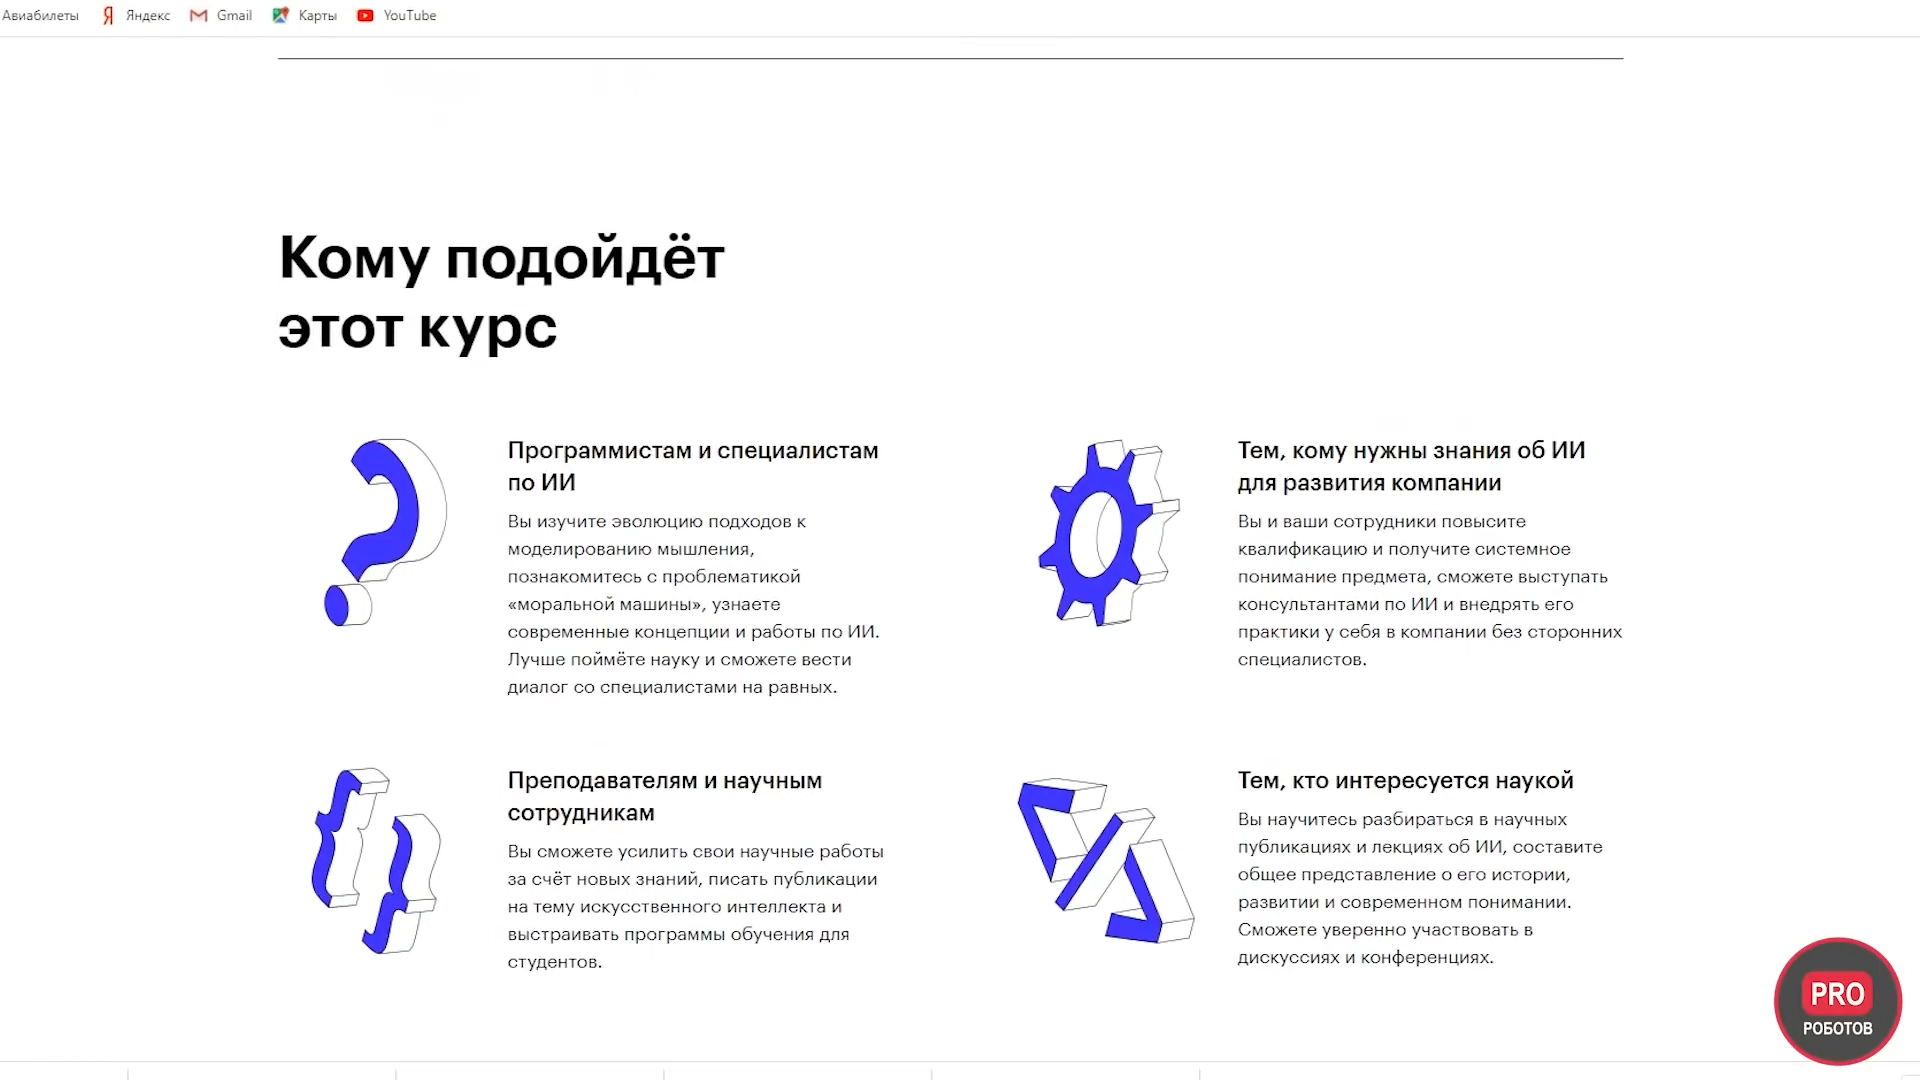 Авиабилеты
Яндекс
Gmail
Карты
YouTube
Кому подойдёт
этот курс
Программистам и специалистам
по ИИ
Вы изучите эволюцию подходов к
моделированию мышления,
познакомитесь с проблематикой
«моральной машины», узнаете
современные концепции и работы по ИИ.
Лучше поймёте науку и сможете вести
диалог со специалистами на равных.
Тем, кому нужны знания об ИИ
для развития компании
Вы и ваши сотрудники повысите
квалификацию и получите системное
понимание предмета, сможете выступать
консультантами по ИИ и внедрять его
практики у себя в компании без сторонних
специалистов.
Преподавателям и научным
сотрудникам
Вы сможете усилить свои научные работы
за счёт новых знаний, писать публикации
на тему искусственного интеллекта и
выстраивать программы обучения для
студентов.
Тем, кто интересуется наукой
Вы научитесь разбираться в научных
публикациях и лекциях об ИИ, составите
общее представление о его истории,
развитии и современном понимании.
Сможете уверенно участвовать в
дискуссиях и конференциях.
PRO
РОБОТОВ